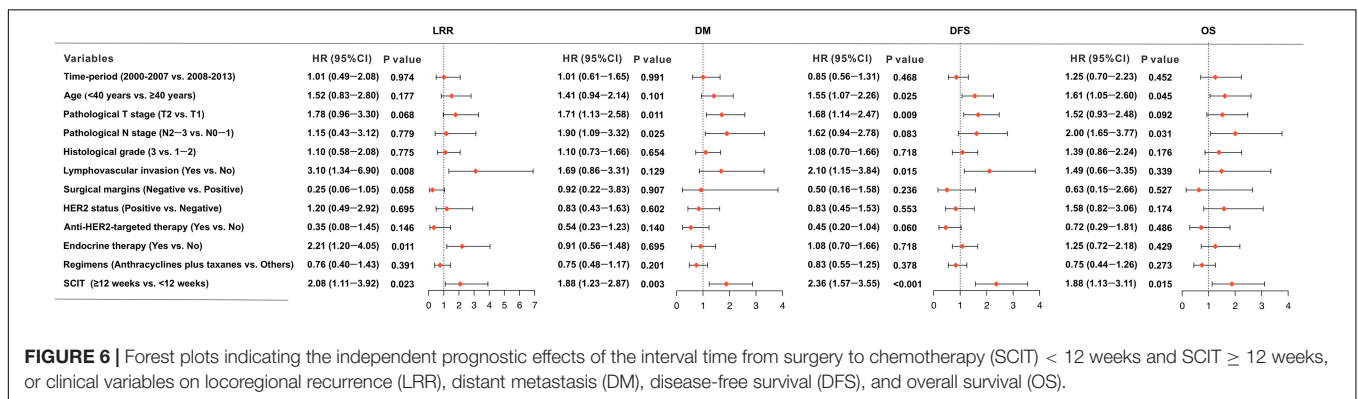 LRR DM DFS OS
Variables HR (95%CI) P value HR (95%CI) P value HR (95%CI) P value HR (95%CI) P value
Time-period (2000-2007 vs. 2008-2013) 1.01 (0.49−2.08) 0.974 1.01 (0.61−1.65) 0.991 0.85 (0.56−1.31) 0.468 1.25 (0.70−2.23) 0.452
Age (<40 years vs. ≥40 years) 1.52 (0.83−2.80) 0.177 1.41 (0.94−2.14) 0.101 1.55 (1.07−2.26) 0.025 1.61 (1.05−2.60) 0.045
Pathological T stage (T2 vs. T1) 1.78 (0.96−3.30) 0.068 1.71 (1.13−2.58) 0.011 1.68 (1.14−2.47) 0.009 1.52 (0.93−2.48) 0.092
Pathological N stage (N2−3 vs. N0−1) 1.15 (0.43−3.12) 0.779 1.90 (1.09−3.32) 0.025 1.62 (0.94−2.78) 0.083 2.00 (1.65−3.77) 0.031
Histological grade (3 vs. 1−2) 1.10 (0.58−2.08) 0.775 1.10 (0.73−1.66) 0.654 1.08 (0.70−1.66) 0.718 1.39 (0.86−2.24) 0.176
Lymphovascular invasion (Yes vs. No) 3.10 (1.34−6.90) 0.008 1.69 (0.86−3.31) 0.129 2.10 (1.15−3.84) 0.015 1.49 (0.66−3.35) 0.339
Surgical margins (Negative vs. Positive) 0.25 (0.06−1.05) 0.058 0.92 (0.22−3.83) 0.907 0.50 (0.16−1.58) 0.236 0.63 (0.15−2.66) 0.527
HER2 status (Positive vs. Negative) 1.20 (0.49−2.92) 0.695 0.83 (0.43−1.63) 0.602 0.83 (0.45−1.53) 0.553 1.58 (0.82−3.06) 0.174
Anti-HER2-targeted therapy (Yes vs. No) 0.35 (0.08−1.45) 0.146 0.54 (0.23−1.23) 0.140 0.45 (0.20−1.04) 0.060 0.72 (0.29−1.81) 0.486
Endocrine therapy (Yes vs. No) 2.21 (1.20−4.05) 0.011 0.91 (0.56−1.48) 0.695 1.08 (0.70−1.66) 0.718 1.25 (0.72−2.18) 0.429
Regimens (Anthracyclines plus taxanes vs. Others) 0.76 (0.40−1.43) 0.391 0.75 (0.48−1.17) 0.201 0.83 (0.55−1.25) 0.378 0.75 (0.44−1.26) 0.273
SCIT (≥12 weeks vs. <12 weeks) 2.08 (1.11−3.92) 0.023 1.88 (1.23−2.87) 0.003 2.36 (1.57−3.55) <0.001 1.88 (1.13−3.11) 0.015
0 1 2 3 4 5 6 7 0 1 2 3 4 0 1 2 3 4 0 1 2 3 4
FIGURE 6 | Forest plots indicating the independent prognostic effects of the interval time from surgery to chemotherapy (SCIT) < 12 weeks and SCIT ≥ 12 weeks,
or clinical variables on locoregional recurrence (LRR), distant metastasis (DM), disease-free survival (DFS), and overall survival (OS).